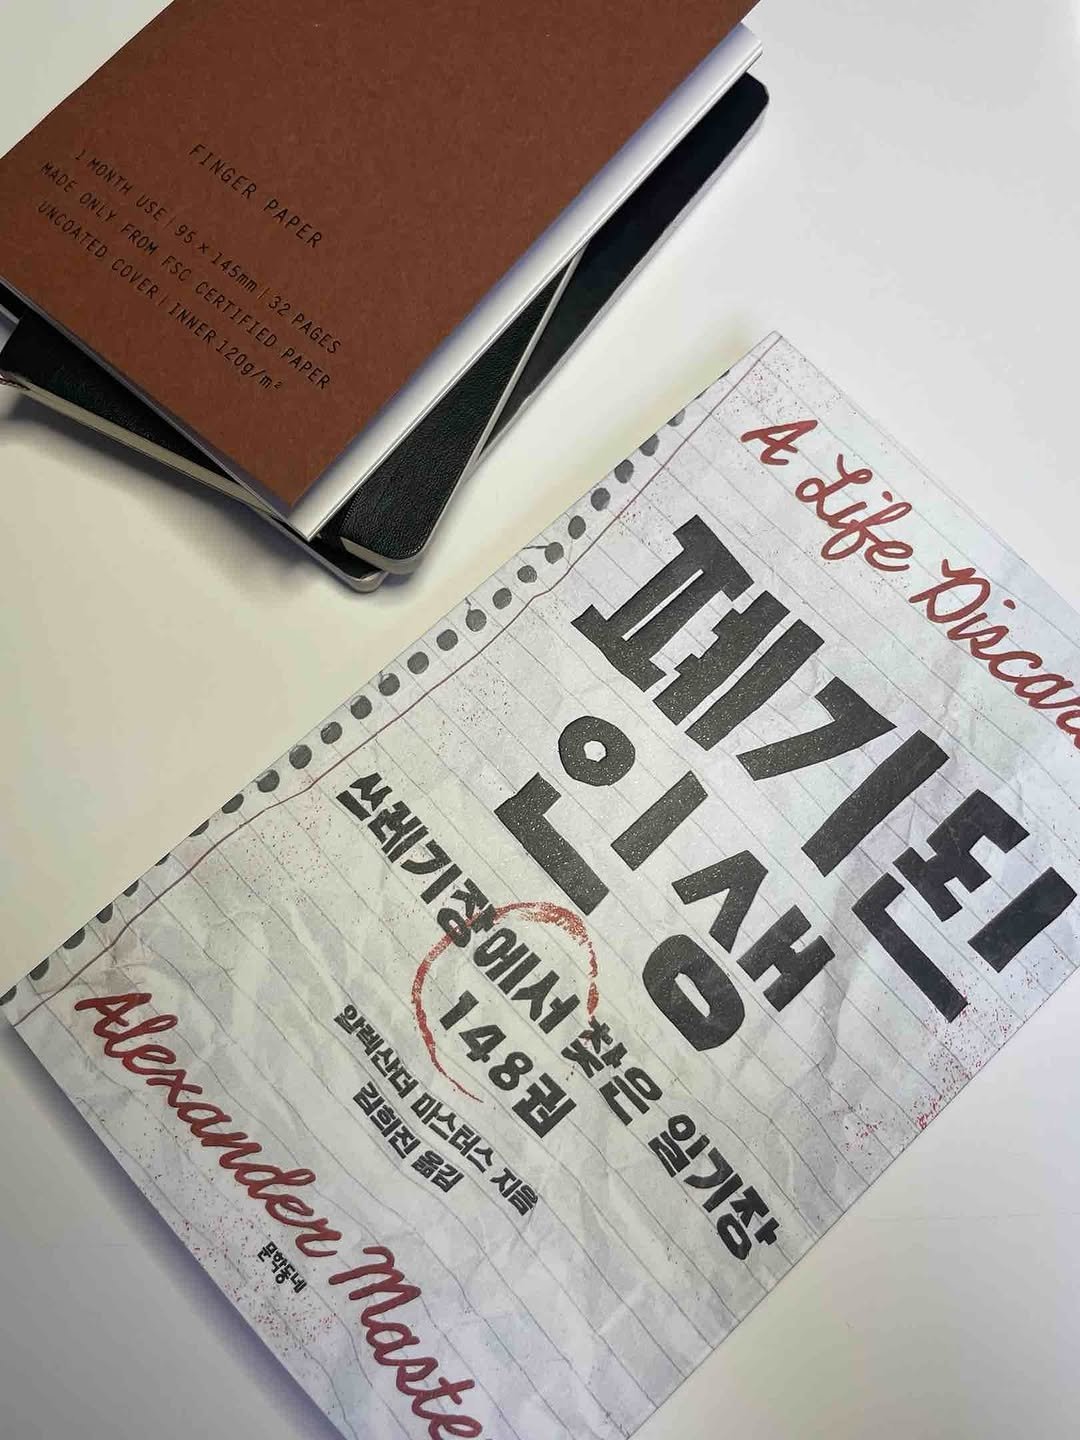 FINGER PAPER
1 MONTH USE | 95 × 145mm | 32 PAGES
MADE ONLY FROM FSC CERTIFIED PAPER
UNCOATED COVER | INNER 120g/m²
A Life Discard
폐기된
인생
쓰레기장에서 찾은 일기장
148권
알렉산더 마스터스 지음
김희진 옮김
Alexander Maste
문학동네